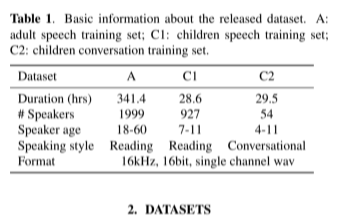 Table 1. Basic information about the released dataset. A:
adult speech training set; C1: children speech training set;
C2: children conversation training set.
Dataset A C1 C2
Duration (hrs) 341.4 28.6 29.5
# Speakers 1999 927 54
Speaker age 18-60 7-11 4-11
Speaking style Reading Reading Conversational
Format 16kHz, 16bit, single channel wav
2. DATASETS